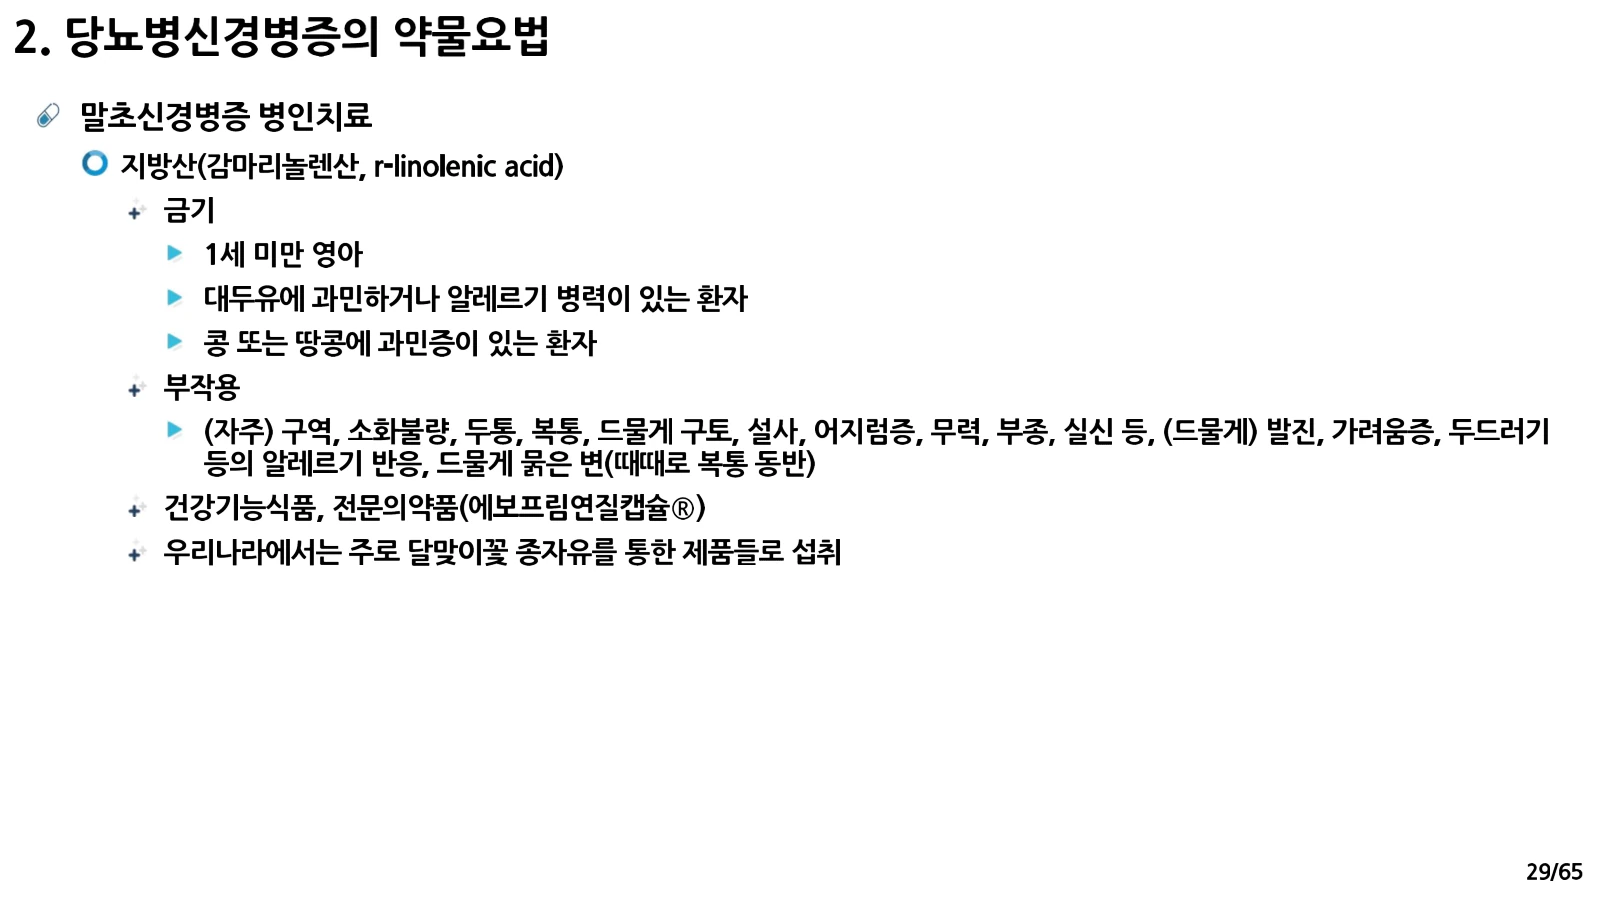 2. 당뇨병신경병증의 약물요법
말초신경병증 병인치료
지방산(감마리놀렌산, r-linolenic acid)
금기
1세 미만 영아
대두유에 과민하거나 알레르기 병력이 있는 환자
콩 또는 땅콩에 과민증이 있는 환자
부작용
(자주) 구역, 소화불량, 두통, 복통, 드물게 구토, 설사, 어지럼증, 무력, 부종, 실신 등, (드물게) 발진, 가려움증, 두드러기
등의 알레르기 반응, 드물게 묽은 변(때때로 복통 동반)
건강기능식품, 전문의약품(에보프림연질캡슐®)
우리나라에서는 주로 달맞이꽃 종자유를 통한 제품들로 섭취
29/65